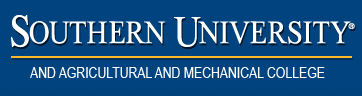 SOUTHERN UNIVERSITY®
AND AGRICULTURAL AND MECHANICAL COLLEGE